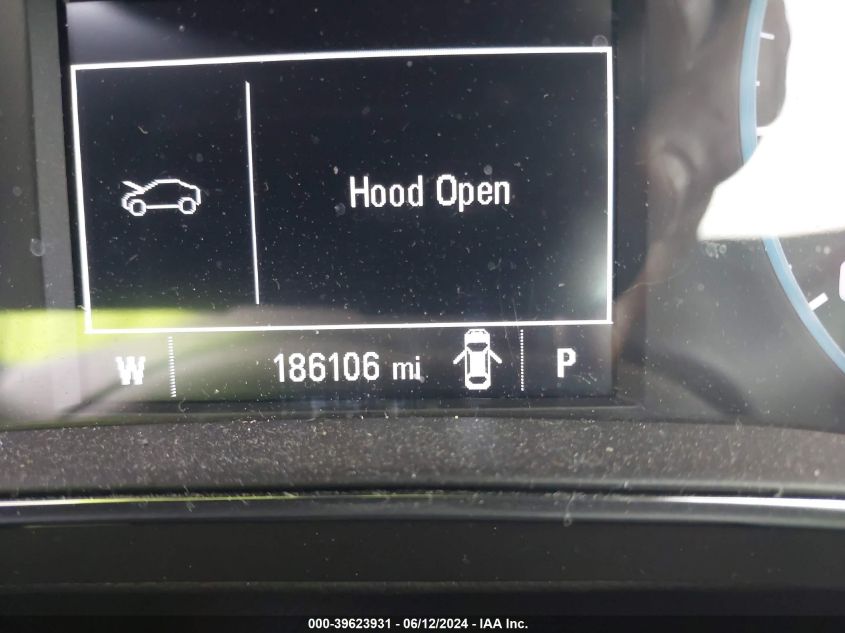 Hood Open
W 186106 mi P
000-39623931 - 06/12/2024 - IAA Inc.